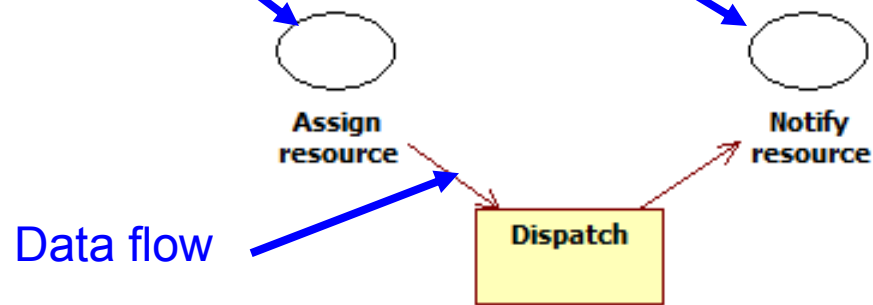 Assign
resource
Notify
resource
Dispatch
Data flow